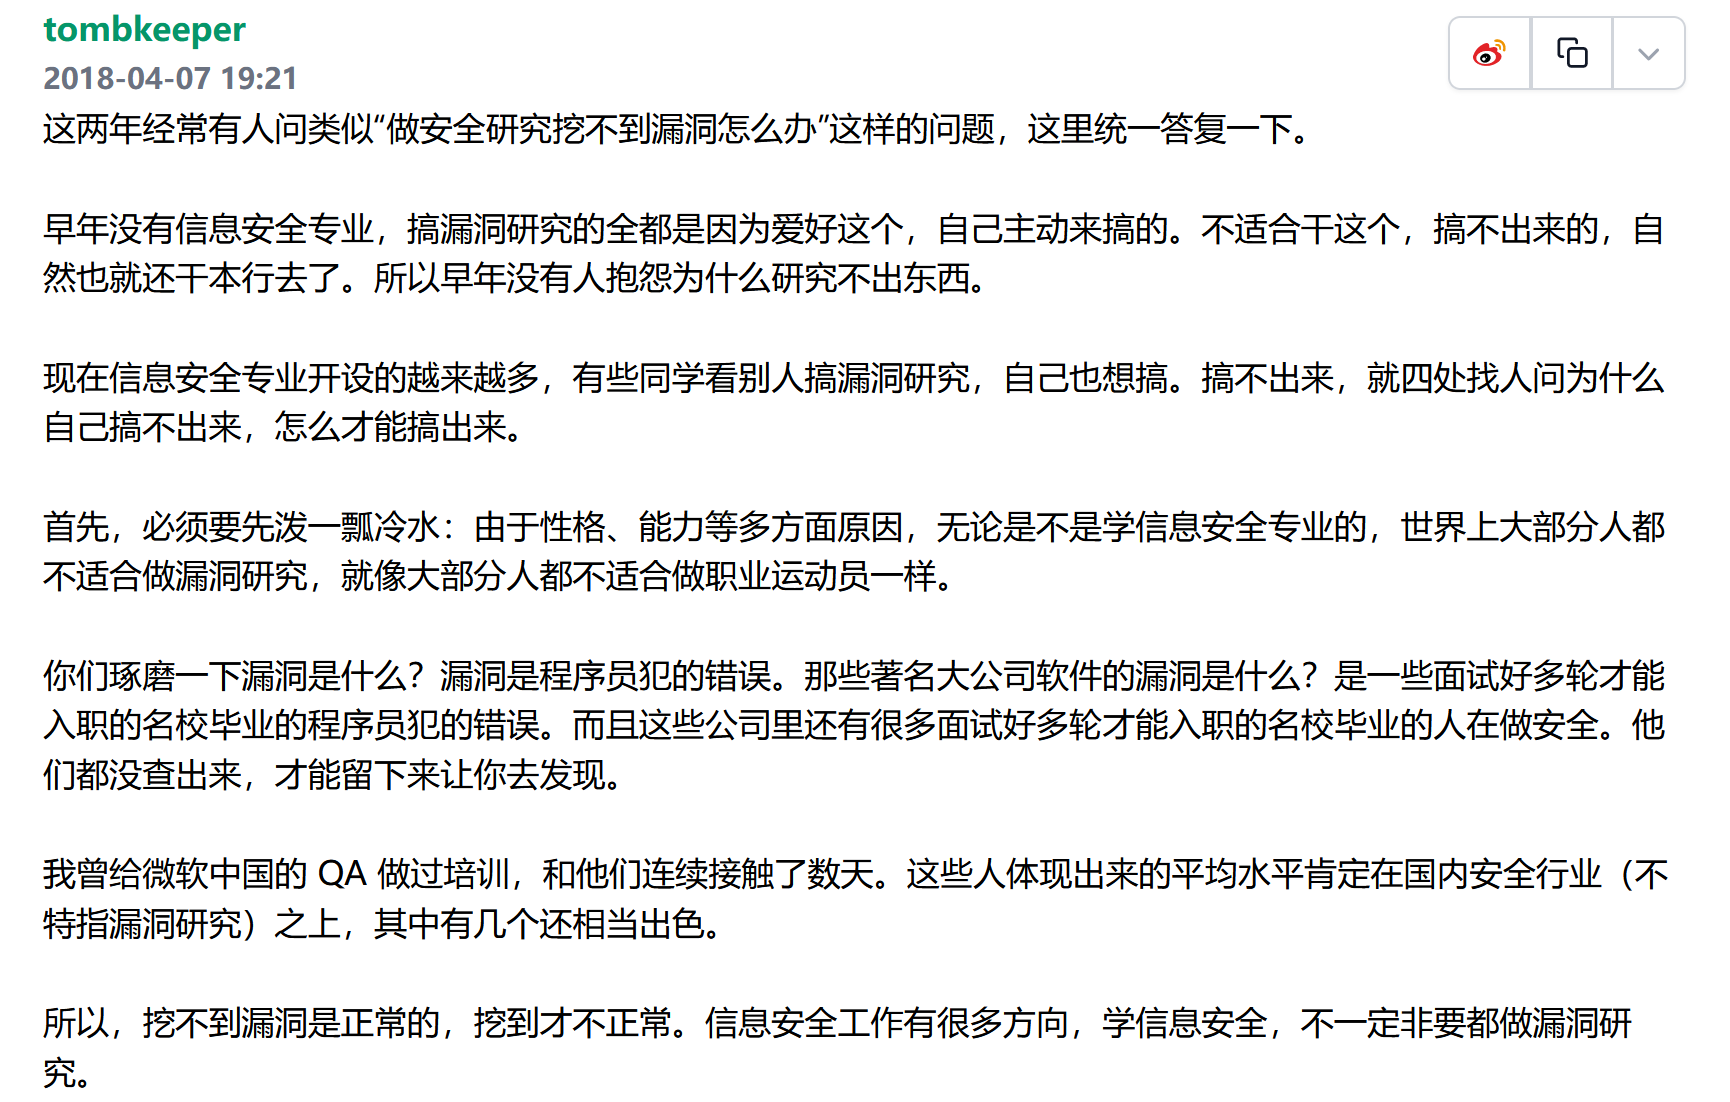 tombkeeper
2018-04-07 19:21
这两年经常有人问类似“做安全研究挖不到漏洞怎么办”这样的问题，这里统一答复一下。
早年没有信息安全专业，搞漏洞研究的全都是因为爱好这个，自己主动来搞的。不适合干这个，搞不出来的，自
然也就还干本行去了。所以早年没有人抱怨为什么研究不出东西。
现在信息安全专业开设的越来越多，有些同学看别人搞漏洞研究，自己也想搞。搞不出来，就四处找人问为什么
自己搞不出来，怎么才能搞出来。
首先，必须要先泼一瓢冷水：由于性格、能力等多方面原因，无论是不是学信息安全专业的，世界上大部分人都
不适合做漏洞研究，就像大部分人都不适合做职业运动员一样。
你们琢磨一下漏洞是什么？漏洞是程序员犯的错误。那些著名大公司软件的漏洞是什么？是一些面试好多轮才能
入职的名校毕业的程序员犯的错误。而且这些公司里还有很多面试好多轮才能入职的名校毕业的人在做安全。他
们都没查出来，才能留下来让你去发现。
我曾给微软中国的 QA 做过培训，和他们连续接触了数天。这些人体现出来的平均水平肯定在国内安全行业（不
特指漏洞研究）之上，其中有几个还相当出色。
所以，挖不到漏洞是正常的，挖到才不正常。信息安全工作有很多方向，学信息安全，不一定非要都做漏洞研
究。